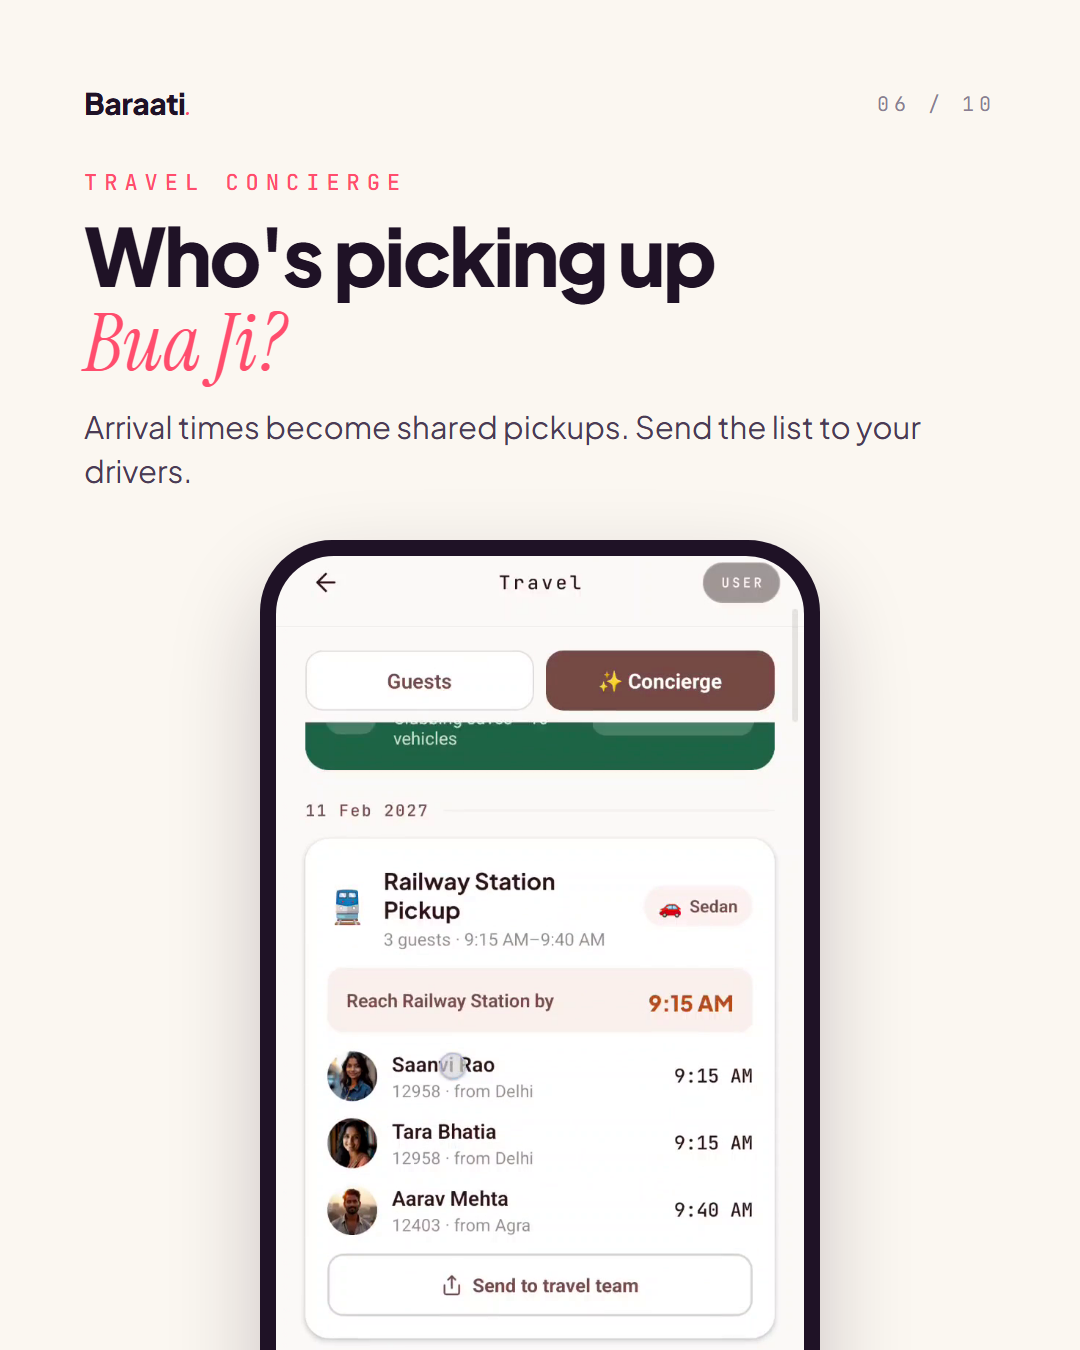 Baraati.
06 / 10
TRAVEL CONCIERGE
Who's picking up
Bua Ji?
Arrival times become shared pickups. Send the list to your
drivers.
Travel
USER
Guests
✨ Concierge
vehicles
11 Feb 2027
Railway Station
Pickup
Sedan
3 guests · 9:15 AM–9:40 AM
Reach Railway Station by
9:15 AM
Saanvi Rao
9:15 AM
12958 · from Delhi
Tara Bhatia
9:15 AM
12958 · from Delhi
Aarav Mehta
9:40 AM
12403 · from Agra
Send to travel team